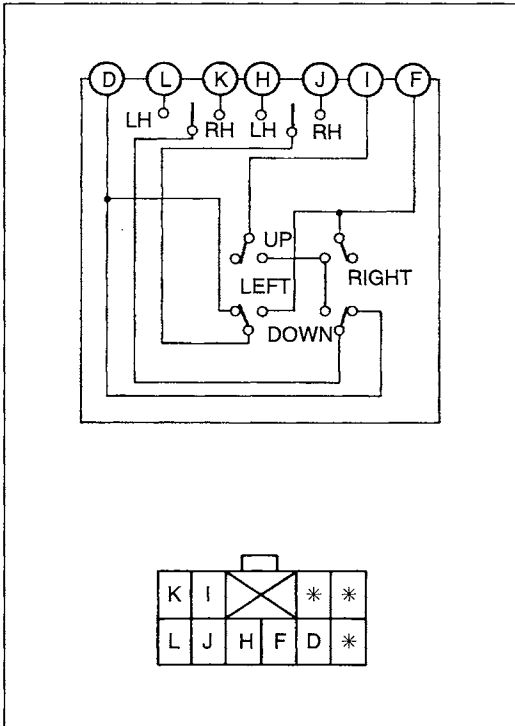 D L K H J I F
LH RH LH RH
UP
LEFT RIGHT
DOWN
K I ✳ ✳
L J H F D ✳